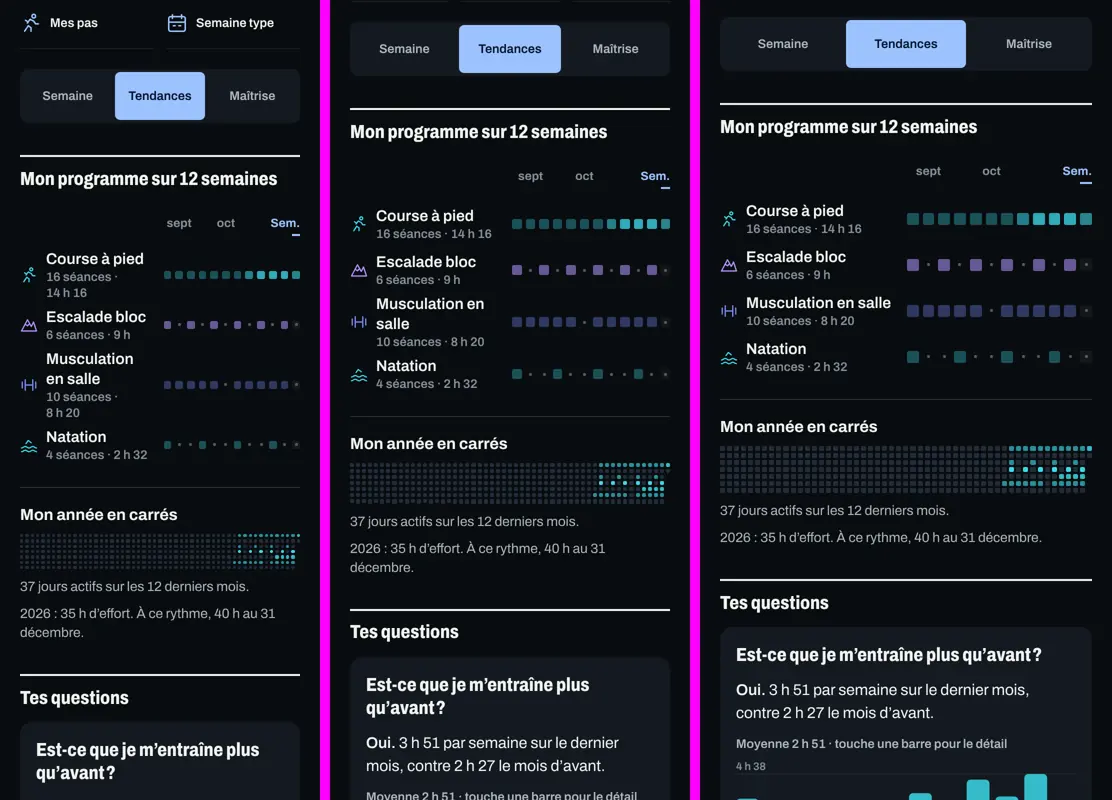 Mes pas
Semaine type
Semaine
Tendances
Maîtrise
Mon programme sur 12 semaines
sept
oct
Sem.
Course à pied
16 séances ·
14 h 16
Escalade bloc
6 séances · 9 h
Musculation
en salle
10 séances ·
8 h 20
Natation
4 séances · 2 h 32
Mon année en carrés
37 jours actifs sur les 12 derniers mois.
2026 : 35 h d’effort. À ce rythme, 40 h au 31
décembre.
Tes questions
Est-ce que je m’entraîne plus
qu’avant ?
Semaine
Tendances
Maîtrise
Mon programme sur 12 semaines
sept
oct
Sem.
Course à pied
16 séances · 14 h 16
Escalade bloc
6 séances · 9 h
Musculation en
salle
10 séances · 8 h 20
Natation
4 séances · 2 h 32
Mon année en carrés
37 jours actifs sur les 12 derniers mois.
2026 : 35 h d’effort. À ce rythme, 40 h au 31
décembre.
Tes questions
Est-ce que je m’entraîne plus
qu’avant ?
Oui. 3 h 51 par semaine sur le dernier
mois, contre 2 h 27 le mois d’avant.
Moyenne 2 h 51 · touche une barre pour le détail
Semaine
Tendances
Maîtrise
Mon programme sur 12 semaines
sept
oct
Sem.
Course à pied
16 séances · 14 h 16
Escalade bloc
6 séances · 9 h
Musculation en salle
10 séances · 8 h 20
Natation
4 séances · 2 h 32
Mon année en carrés
37 jours actifs sur les 12 derniers mois.
2026 : 35 h d’effort. À ce rythme, 40 h au 31 décembre.
Tes questions
Est-ce que je m’entraîne plus qu’avant ?
Oui. 3 h 51 par semaine sur le dernier mois,
contre 2 h 27 le mois d’avant.
Moyenne 2 h 51 · touche une barre pour le détail
4 h 38